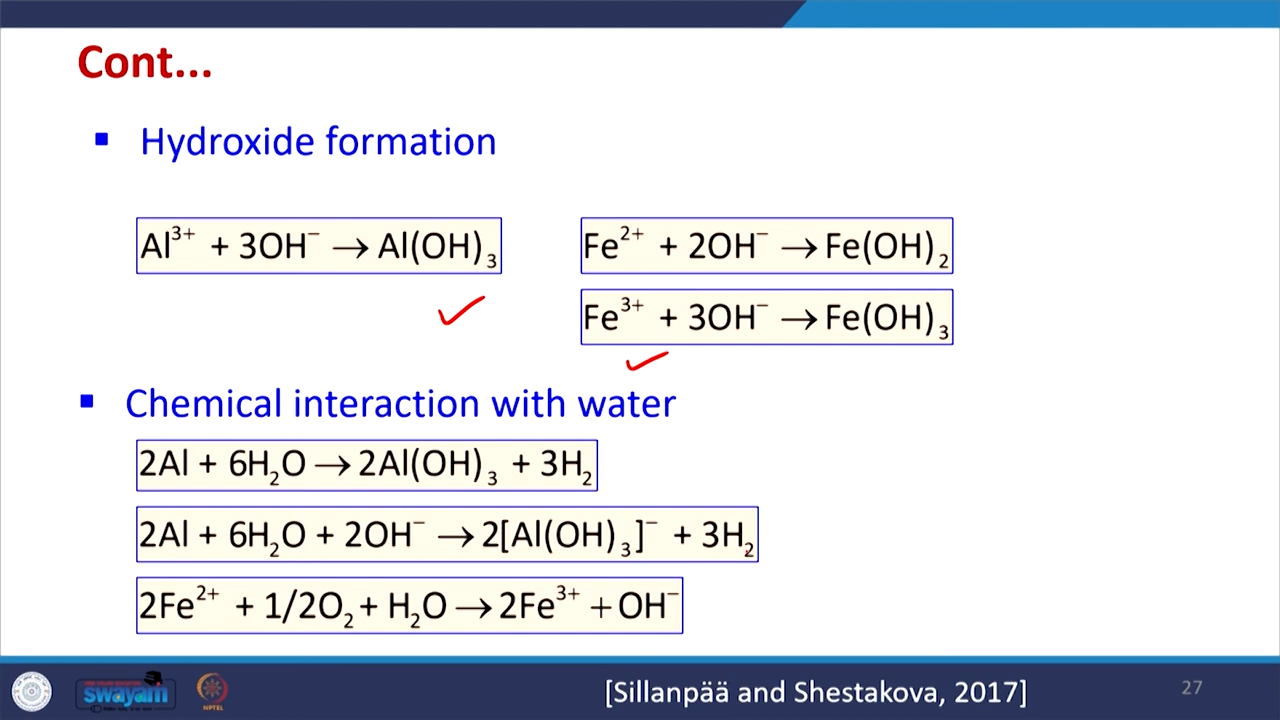 Cont...
▪ Hydroxide formation
Al³⁺ + 3OH⁻ → Al(OH)₃
Fe²⁺ + 2OH⁻ → Fe(OH)₂
Fe³⁺ + 3OH⁻ → Fe(OH)₃
▪ Chemical interaction with water
2Al + 6H₂O → 2Al(OH)₃ + 3H₂
2Al + 6H₂O + 2OH⁻ → 2[Al(OH)₃]⁻ + 3H₂
2Fe²⁺ + 1/2O₂ + H₂O → 2Fe³⁺ + OH⁻
swayam
NPTEL
[Sillanpää and Shestakova, 2017]
27